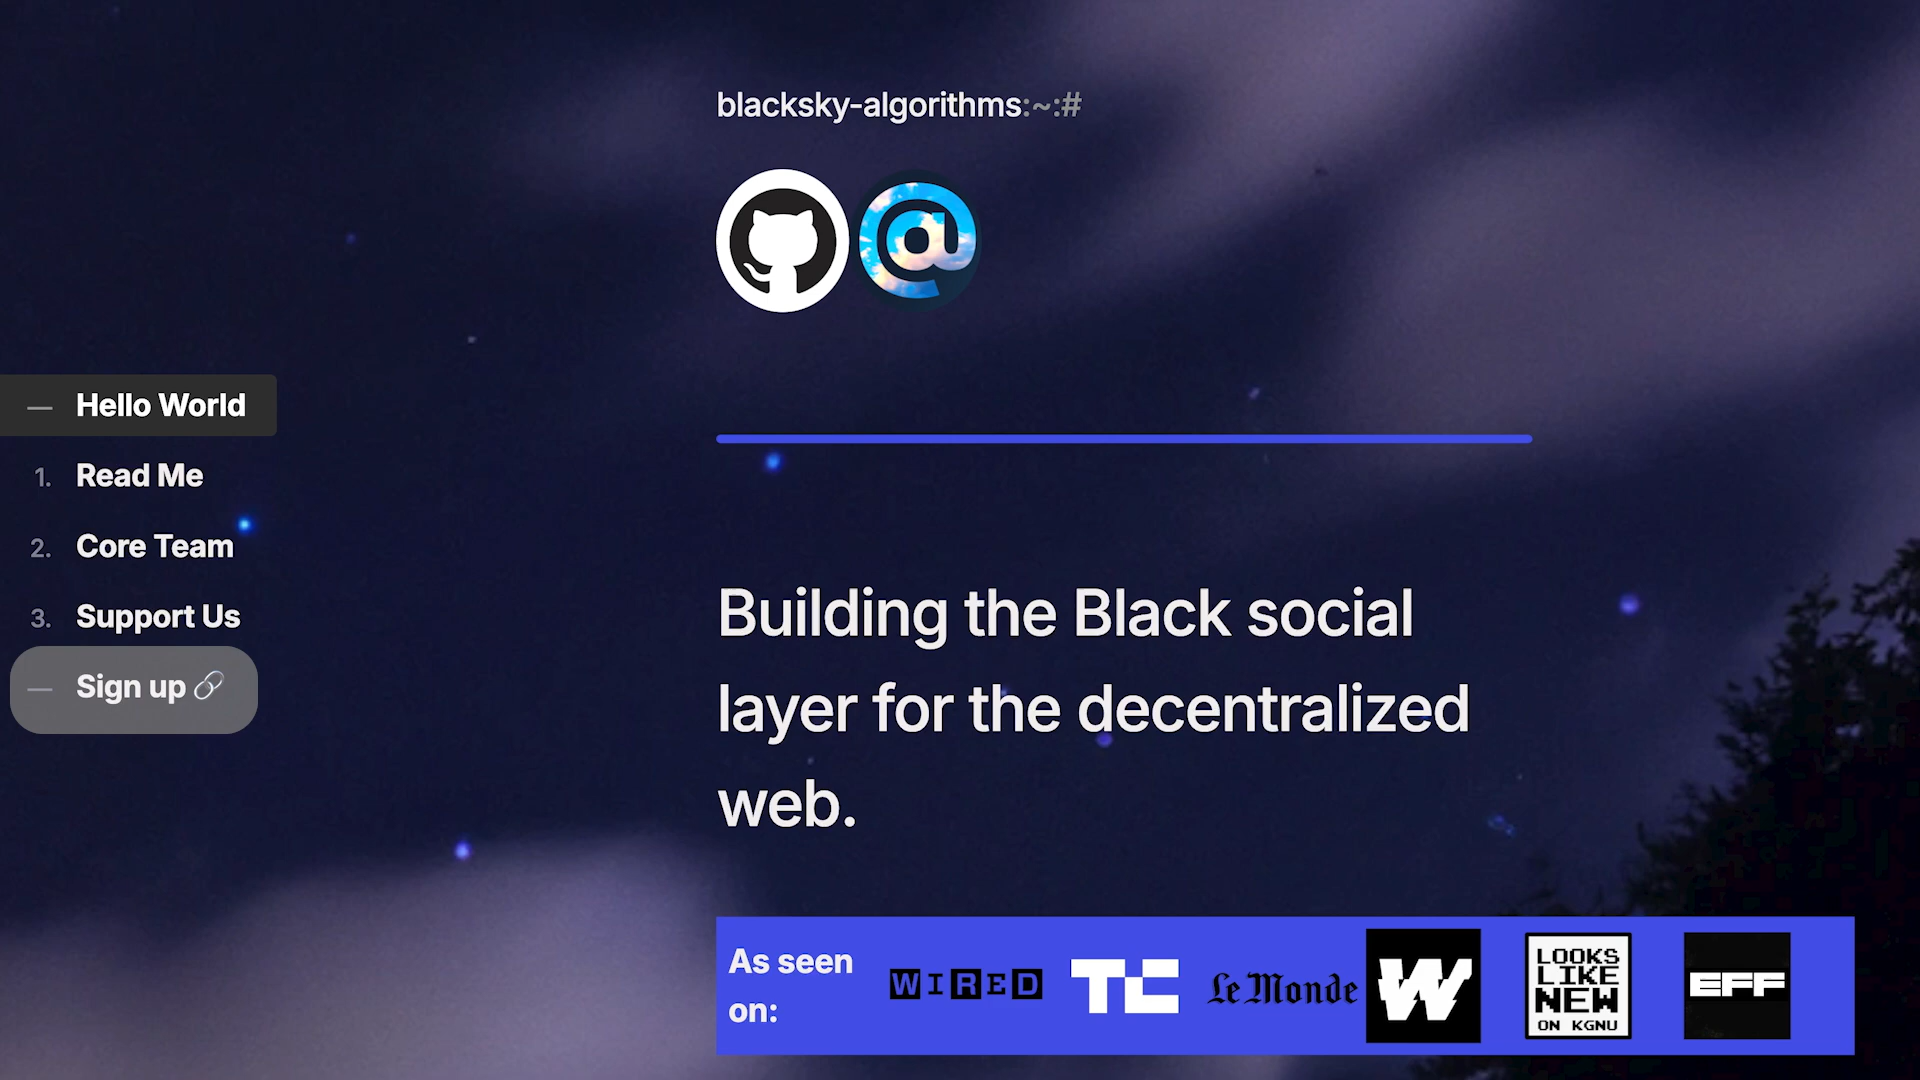 blacksky-algorithms:~:#
@
— Hello World
1. Read Me
2. Core Team
3. Support Us
— Sign up
Building the Black social
layer for the decentralized
web.
As seen
on:
WIRED
TC
Le Monde
W
LOOKS
LIKE
NEW
ON KGNU
EFF